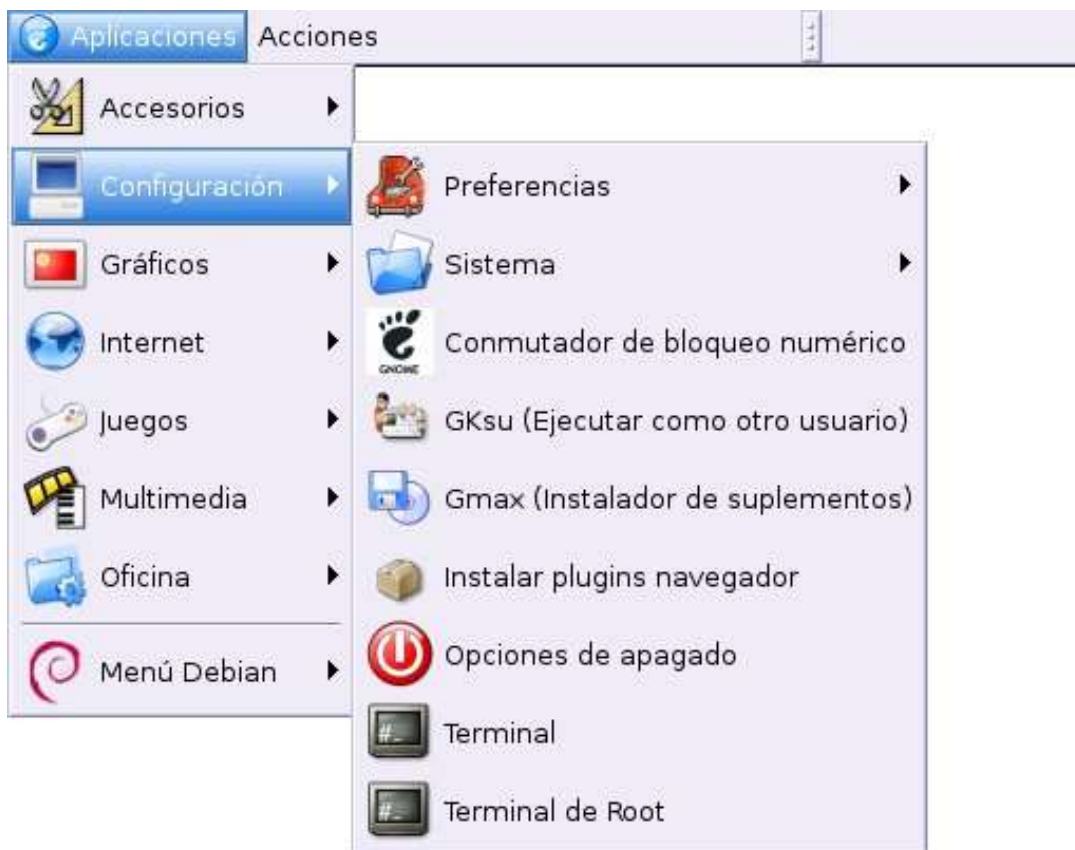 Aplicaciones Acciones
Accesorios
Configuración
Gráficos
Internet
Juegos
Multimedia
Oficina
Menú Debian
Preferencias
Sistema
GNOME
Conmutador de bloqueo numérico
GKsu (Ejecutar como otro usuario)
Gmax (Instalador de suplementos)
Instalar plugins navegador
Opciones de apagado
#_
Terminal
#_
Terminal de Root